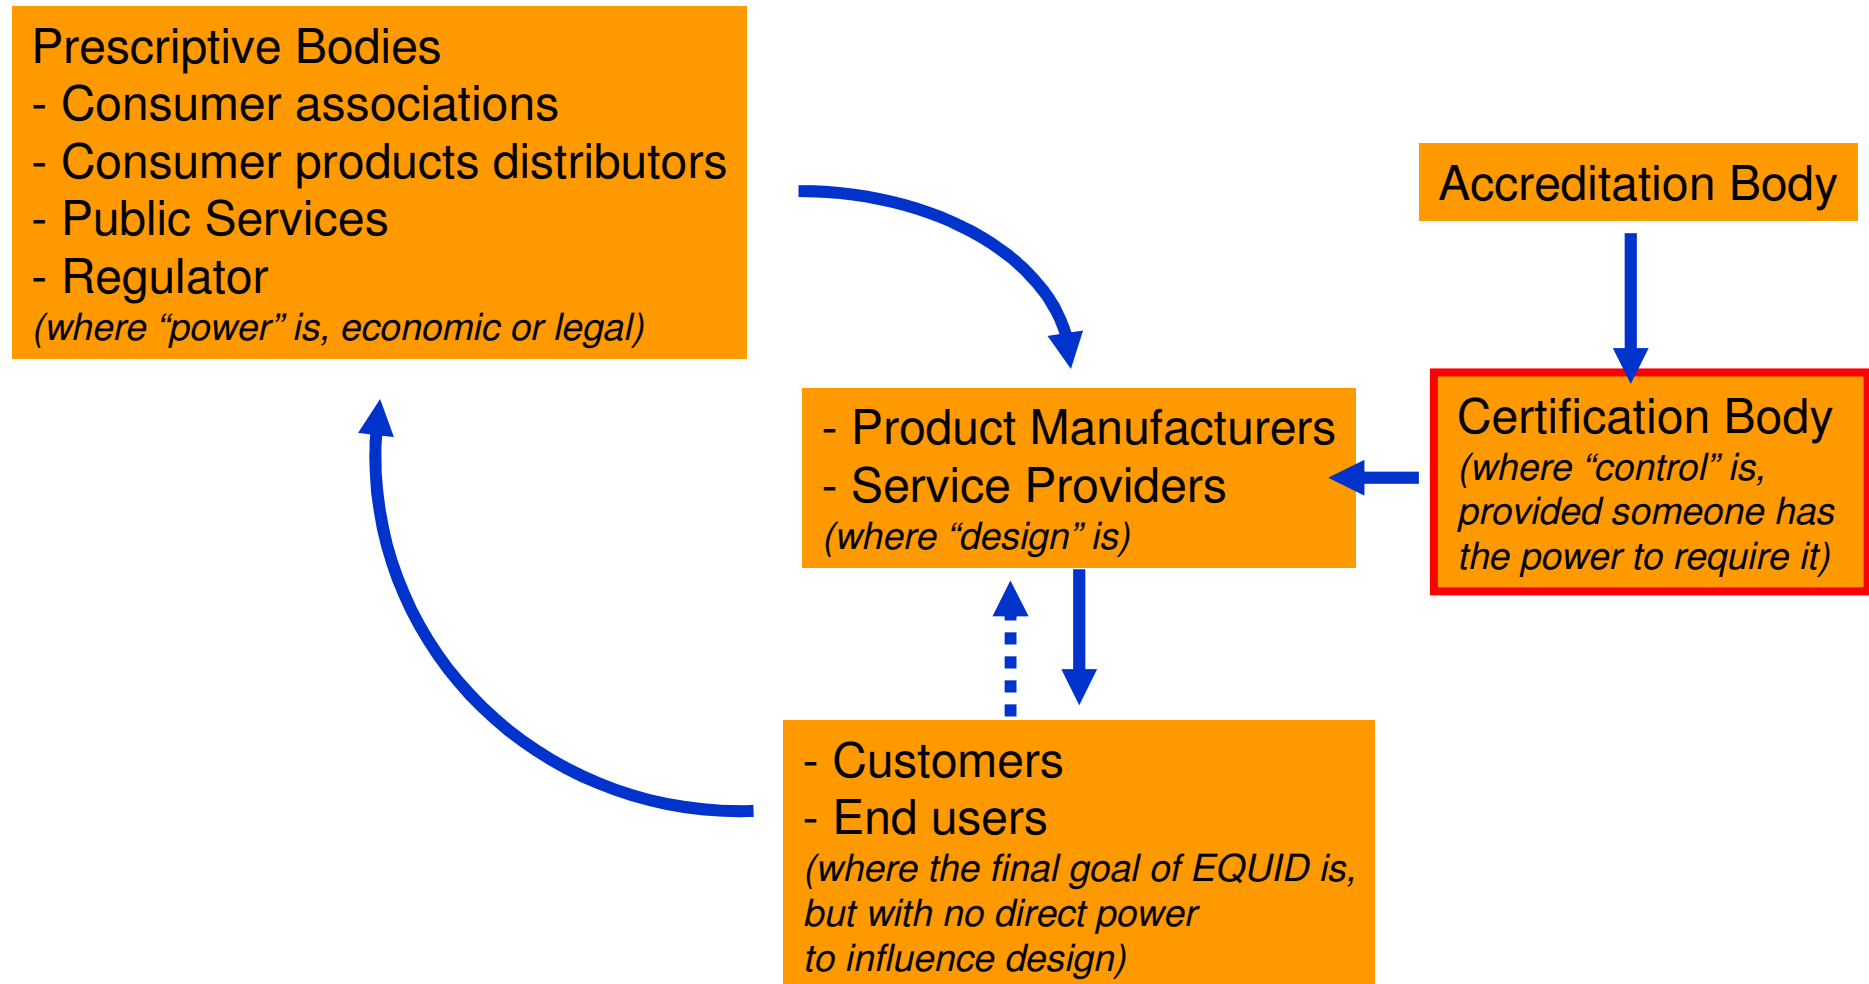 Prescriptive Bodies
- Consumer associations
- Consumer products distributors
- Public Services
- Regulator
(where “power” is, economic or legal)
Accreditation Body
- Product Manufacturers
- Service Providers
(where “design” is)
Certification Body
(where “control” is,
provided someone has
the power to require it)
- Customers
- End users
(where the final goal of EQUID is,
but with no direct power
to influence design)